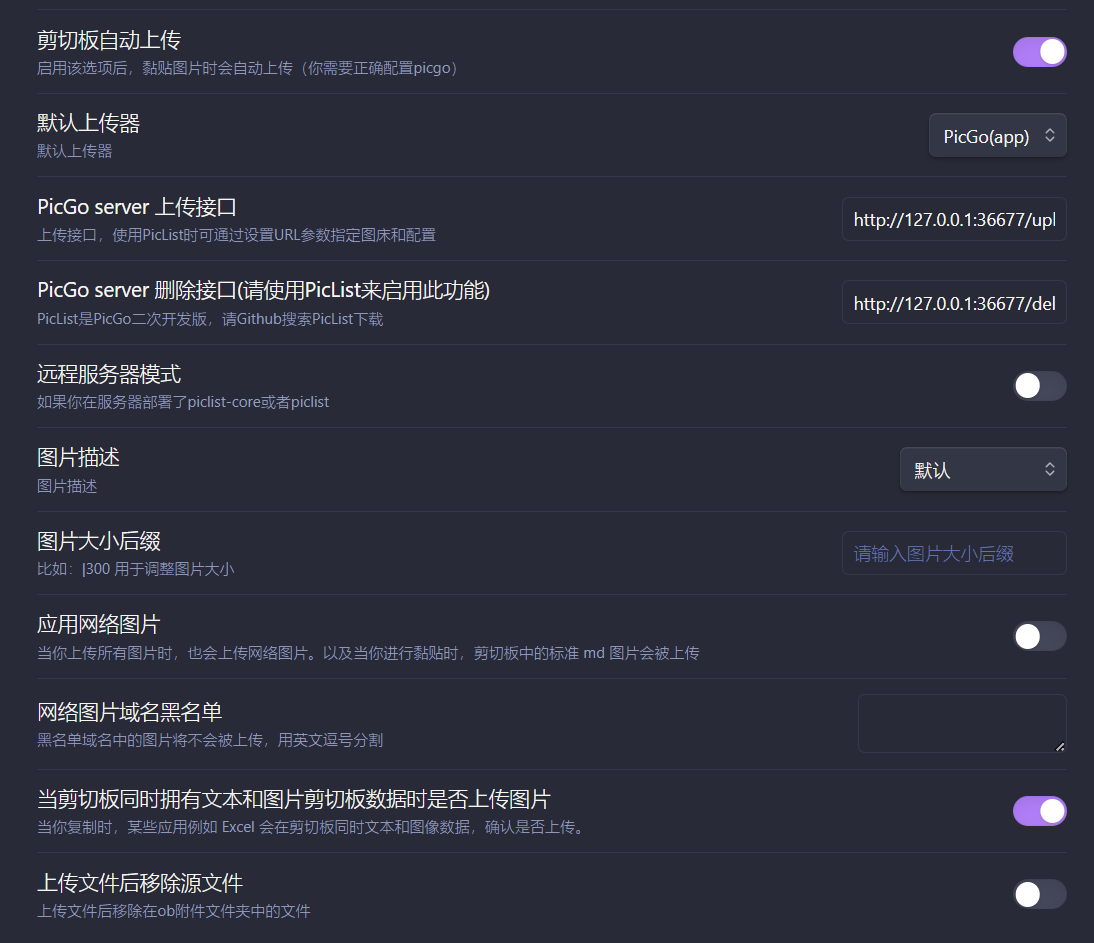 剪切板自动上传
启用该选项后，黏贴图片时会自动上传（你需要正确配置picgo）
默认上传器
默认上传器
PicGo(app)
PicGo server 上传接口
上传接口，使用PicList时可通过设置URL参数指定图床和配置
http://127.0.0.1:36677/upl
PicGo server 删除接口(请使用PicList来启用此功能)
PicList是PicGo二次开发版，请Github搜索PicList下载
http://127.0.0.1:36677/del
远程服务器模式
如果你在服务器部署了piclist-core或者piclist
图片描述
图片描述
默认
图片大小后缀
比如：|300 用于调整图片大小
请输入图片大小后缀
应用网络图片
当你上传所有图片时，也会上传网络图片。以及当你进行黏贴时，剪切板中的标准 md 图片会被上传
网络图片域名黑名单
黑名单域名中的图片将不会被上传，用英文逗号分割
当剪切板同时拥有文本和图片剪切板数据时是否上传图片
当你复制时，某些应用例如 Excel 会在剪切板同时文本和图像数据，确认是否上传。
上传文件后移除源文件
上传文件后移除在ob附件文件夹中的文件